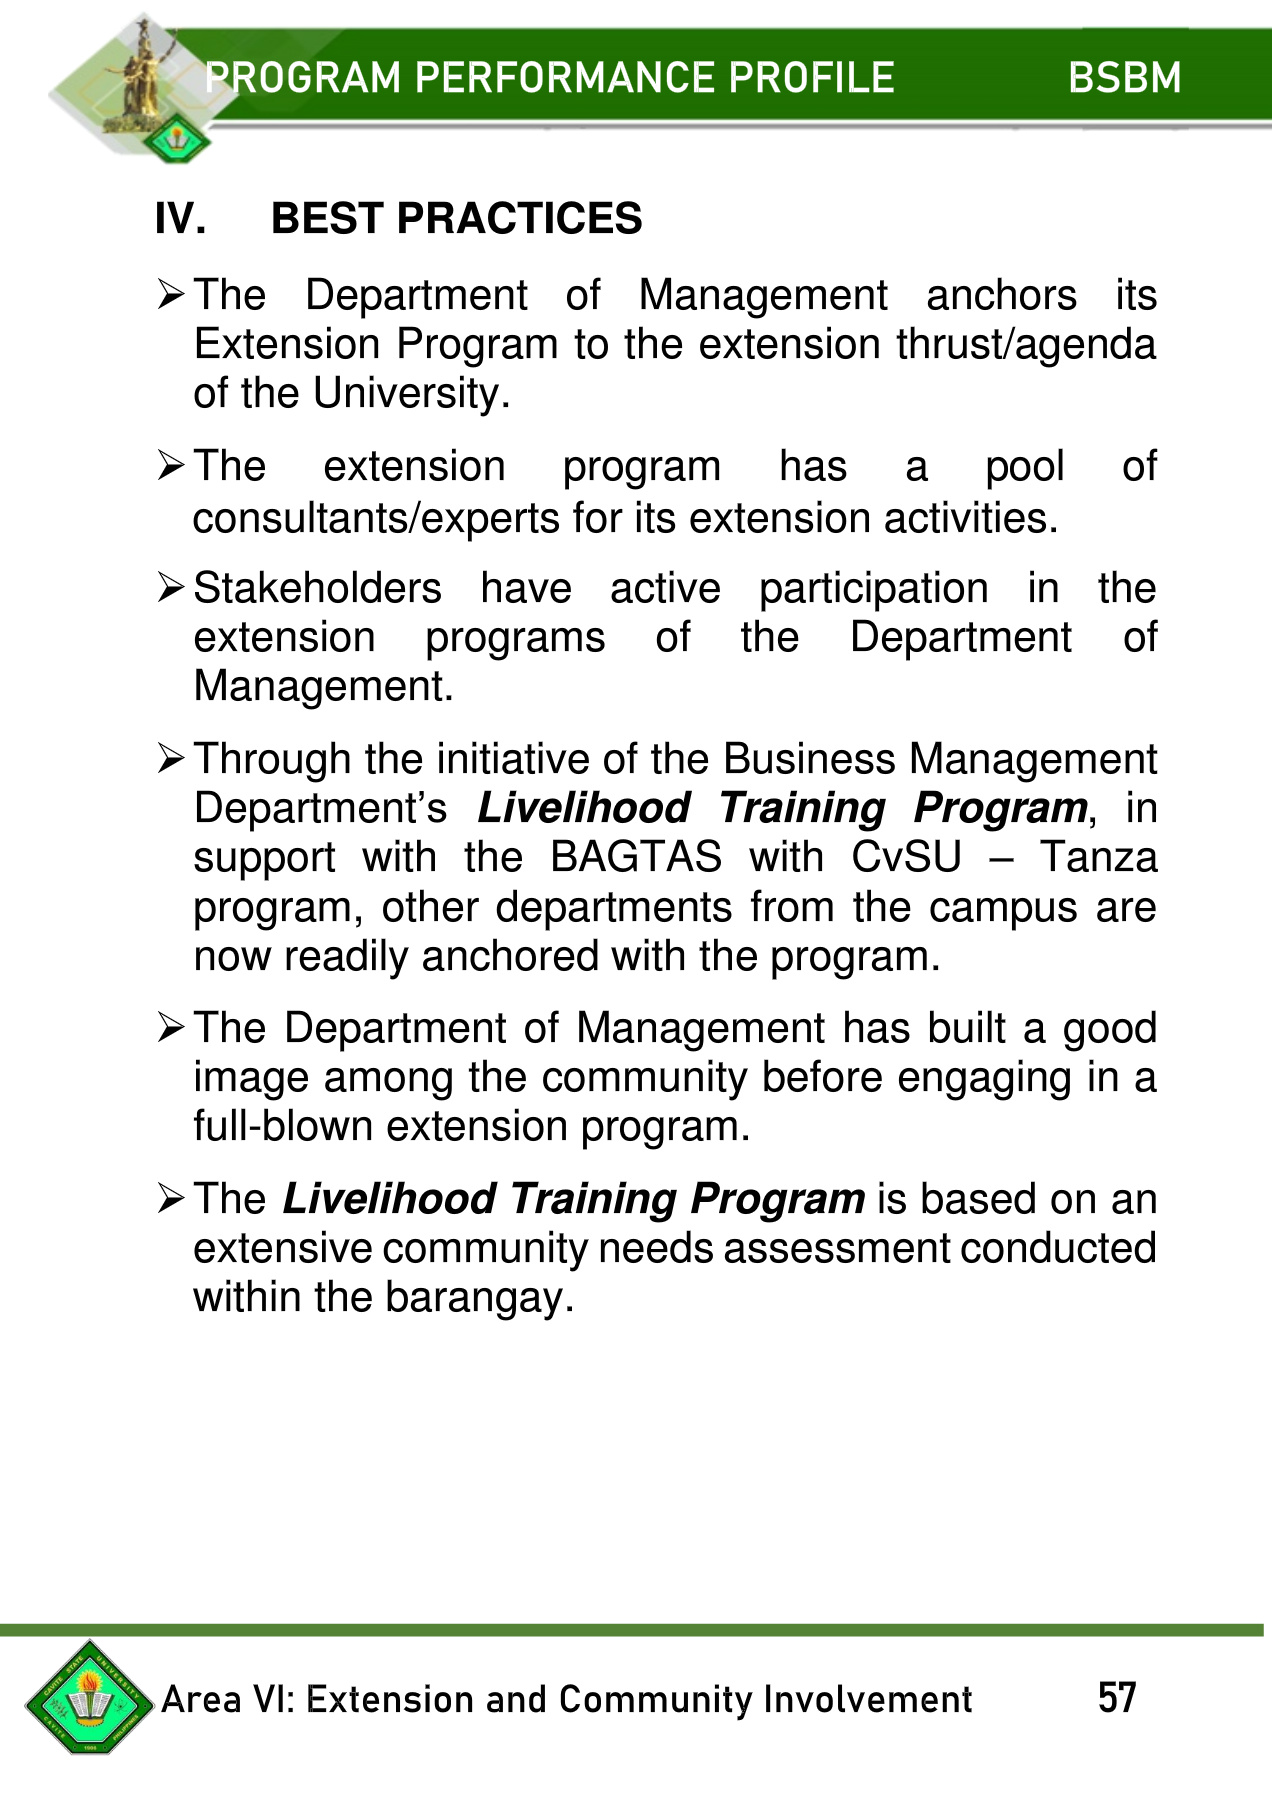 PROGRAM PERFORMANCE PROFILE BSBM
IV. BEST PRACTICES
➢ The Department of Management anchors its
Extension Program to the extension thrust/agenda
of the University.
➢ The extension program has a pool of
consultants/experts for its extension activities.
➢ Stakeholders have active participation in the
extension programs of the Department of
Management.
➢ Through the initiative of the Business Management
Department’s Livelihood Training Program, in
support with the BAGTAS with CvSU – Tanza
program, other departments from the campus are
now readily anchored with the program.
➢ The Department of Management has built a good
image among the community before engaging in a
full-blown extension program.
➢ The Livelihood Training Program is based on an
extensive community needs assessment conducted
within the barangay.
CAVITE STATE UNIVERSITY
CAVITE 1906 PHILIPPINES
Area VI: Extension and Community Involvement 57